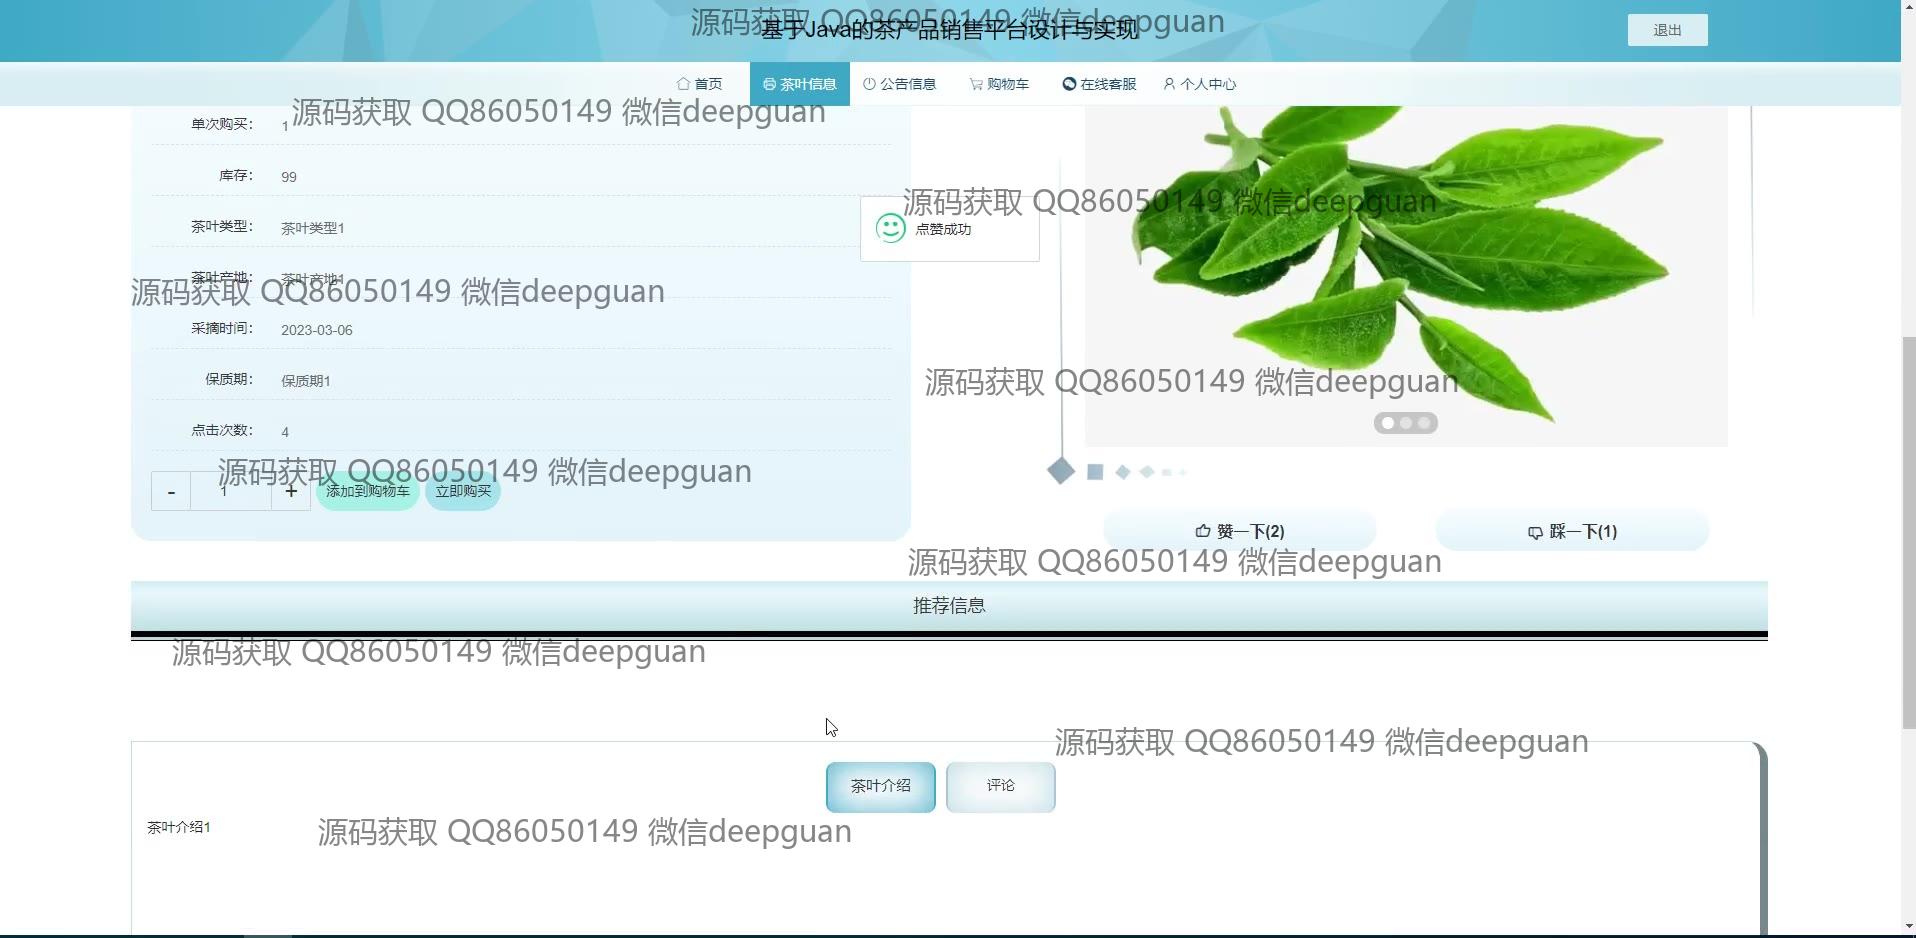 源码获取 QQ86050149 微信deepguan
基于Java的茶产品销售平台设计与实现
退出
首页 茶叶信息 公告信息 购物车 在线客服 个人中心
源码获取 QQ86050149 微信deepguan
单次购买： 1
库存： 99
源码获取 QQ86050149 微信deepguan
茶叶类型： 茶叶类型1
点赞成功
茶叶产地： 茶叶产地1
源码获取 QQ86050149 微信deepguan
采摘时间： 2023-03-06
保质期： 保质期1
源码获取 QQ86050149 微信deepguan
点击次数： 4
源码获取 QQ86050149 微信deepguan
- 1 + 添加到购物车 立即购买
赞一下(2) 踩一下(1)
源码获取 QQ86050149 微信deepguan
推荐信息
源码获取 QQ86050149 微信deepguan
源码获取 QQ86050149 微信deepguan
茶叶介绍 评论
茶叶介绍1
源码获取 QQ86050149 微信deepguan